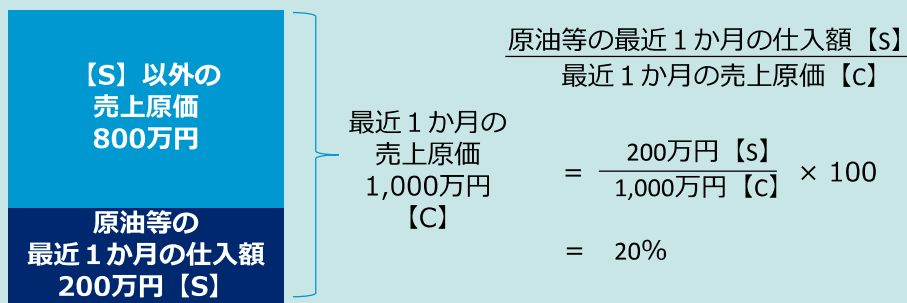 【S】以外の
売上原価
800万円
原油等の
最近１か月の仕入額
200万円【S】
最近１か月の
売上原価
1,000万円
【C】
原油等の最近１か月の仕入額【S】
最近１か月の売上原価【C】
= 200万円【S】
1,000万円【C】 × 100
= 20%